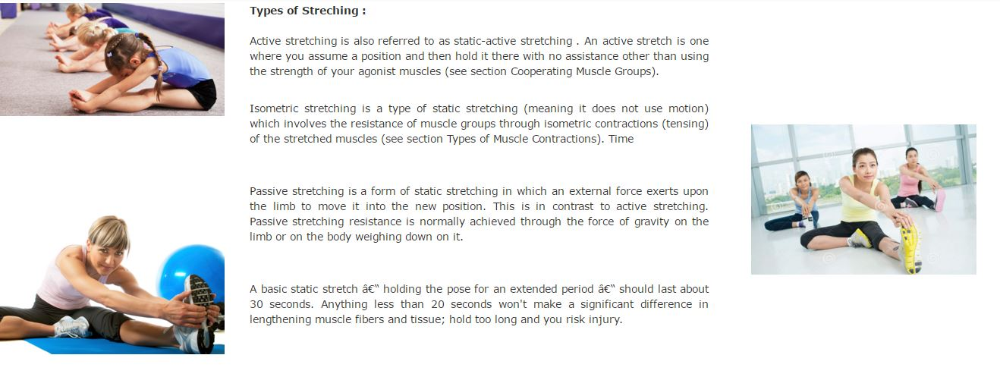 Types of Streching :
Active stretching is also referred to as static-active stretching . An active stretch is one
where you assume a position and then hold it there with no assistance other than using
the strength of your agonist muscles (see section Cooperating Muscle Groups).
Isometric stretching is a type of static stretching (meaning it does not use motion)
which involves the resistance of muscle groups through isometric contractions (tensing)
of the stretched muscles (see section Types of Muscle Contractions). Time
Passive stretching is a form of static stretching in which an external force exerts upon
the limb to move it into the new position. This is in contrast to active stretching.
Passive stretching resistance is normally achieved through the force of gravity on the
limb or on the body weighing down on it.
A basic static stretch â€“ holding the pose for an extended period â€“ should last about
30 seconds. Anything less than 20 seconds won't make a significant difference in
lengthening muscle fibers and tissue; hold too long and you risk injury.